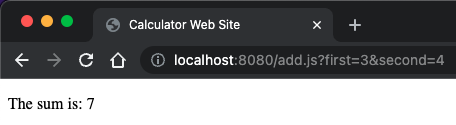 Calculator Web Site
localhost:8080/add.js?first=3&second=4
The sum is: 7